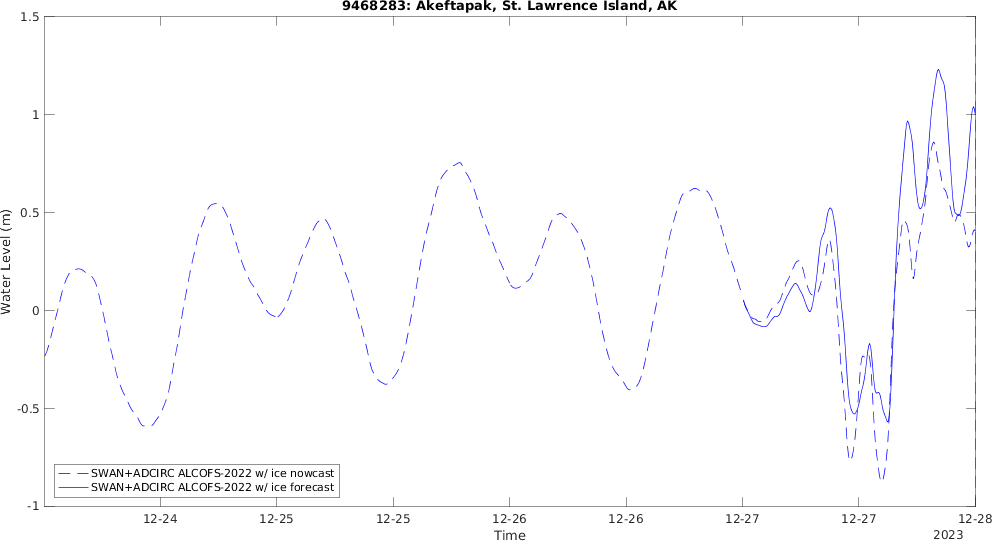 9468283: Akeftapak, St. Lawrence Island, AK
1.5
1
0.5
0
-0.5
-1
Water Level (m)
SWAN+ADCIRC ALCOFS-2022 w/ ice nowcast
SWAN+ADCIRC ALCOFS-2022 w/ ice forecast
12-24 12-25 12-25 12-26 12-26 12-27 12-27 12-28
Time
2023